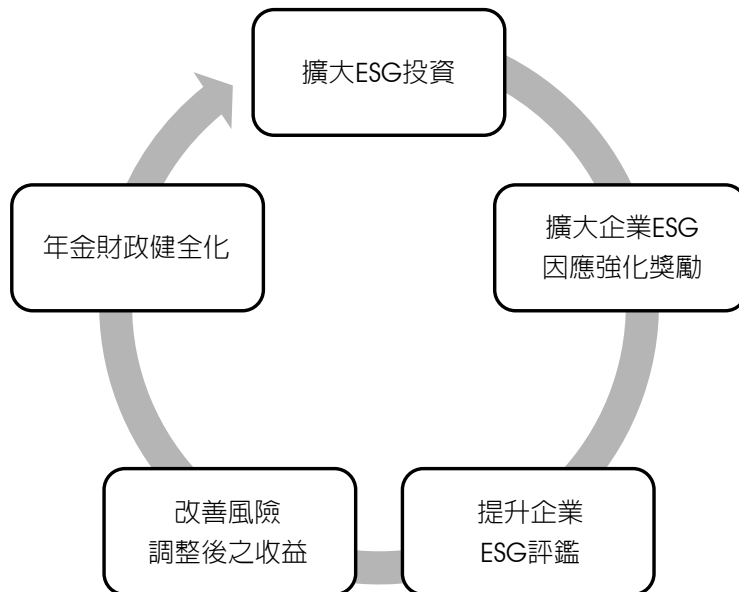 擴大ESG投資
擴大企業ESG
因應強化獎勵
提升企業
ESG評鑑
改善風險
調整後之收益
年金財政健全化